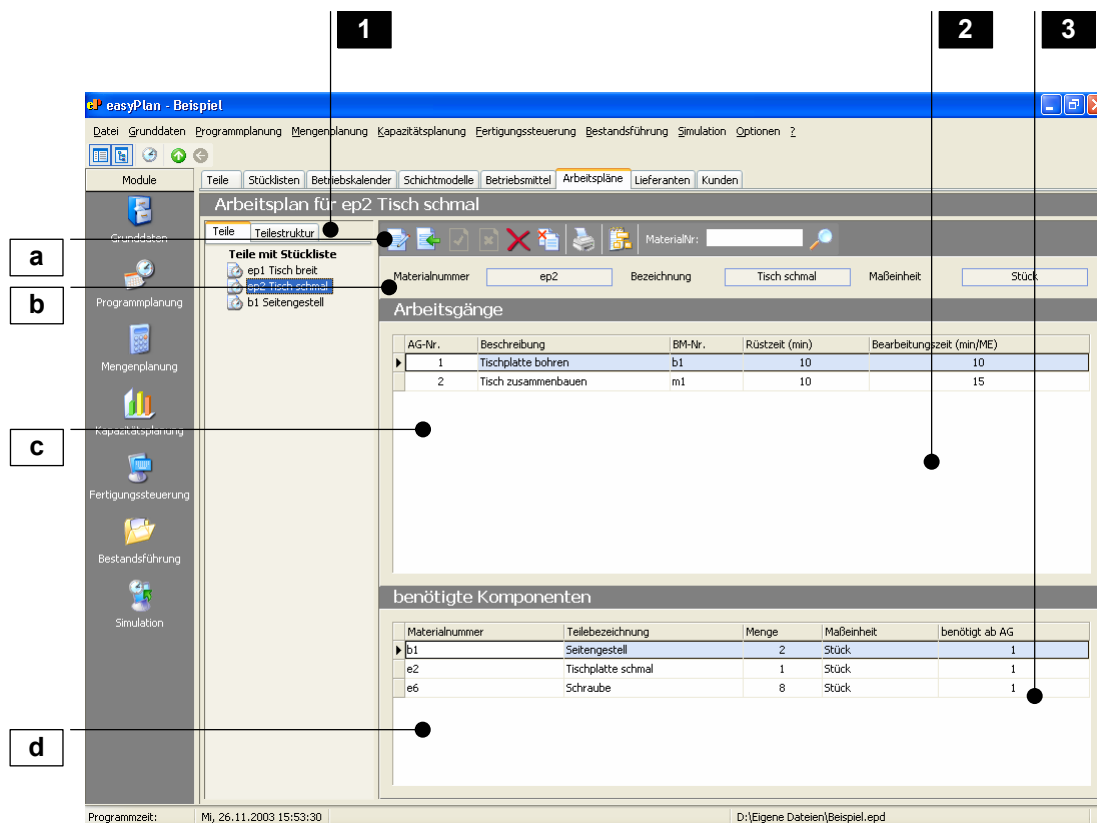 1 2 3
eP easyPlan - Beispiel
Datei Grunddaten Programmplanung Mengenplanung Kapazitätsplanung Fertigungssteuerung Bestandsführung Simulation Optionen ?
Module
Teile Stücklisten Betriebskalender Schichtmodelle Betriebsmittel Arbeitspläne Lieferanten Kunden
Arbeitsplan für ep2 Tisch schmal
Teile Teilestruktur
MaterialNr:
Grunddaten
a
Teile mit Stückliste
ep1 Tisch breit
ep2 Tisch schmal
b1 Seitengestell
Materialnummer ep2 Bezeichnung Tisch schmal Maßeinheit Stück
b
Programmplanung
Arbeitsgänge
AG-Nr. Beschreibung BM-Nr. Rüstzeit (min) Bearbeitungszeit (min/ME)
1 Tischplatte bohren b1 10 10
2 Tisch zusammenbauen m1 10 15
Mengenplanung
Kapazitätsplanung
c
Fertigungssteuerung
Bestandsführung
Simulation
benötigte Komponenten
Materialnummer Teilebezeichnung Menge Maßeinheit benötigt ab AG
b1 Seitengestell 2 Stück 1
e2 Tischplatte schmal 1 Stück 1
e6 Schraube 8 Stück 1
d
Programmzeit: Mi, 26.11.2003 15:53:30 D:\Eigene Dateien\Beispiel.epd